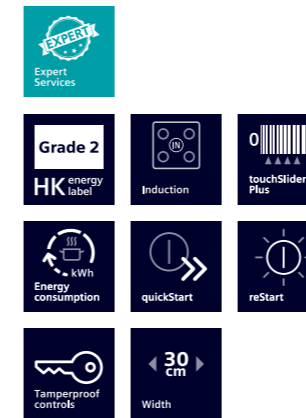 EXPERT
Expert
Services
Grade 2
HK energy
label
IN
Induction
0
touchSlider
Plus
kWh
Energy
consumption
quickStart
reStart
Tamperproof
controls
30
cm
Width